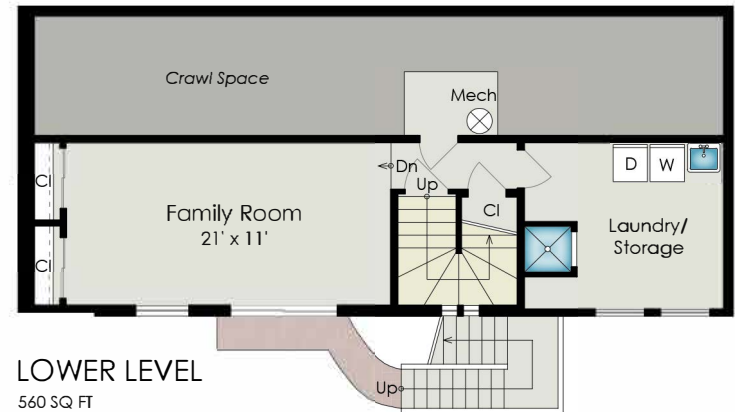 Crawl Space
Mech
Dn
Up
Cl
Cl
Cl
D
W
Family Room
21' x 11'
Laundry/
Storage
LOWER LEVEL
560 SQ FT
Up